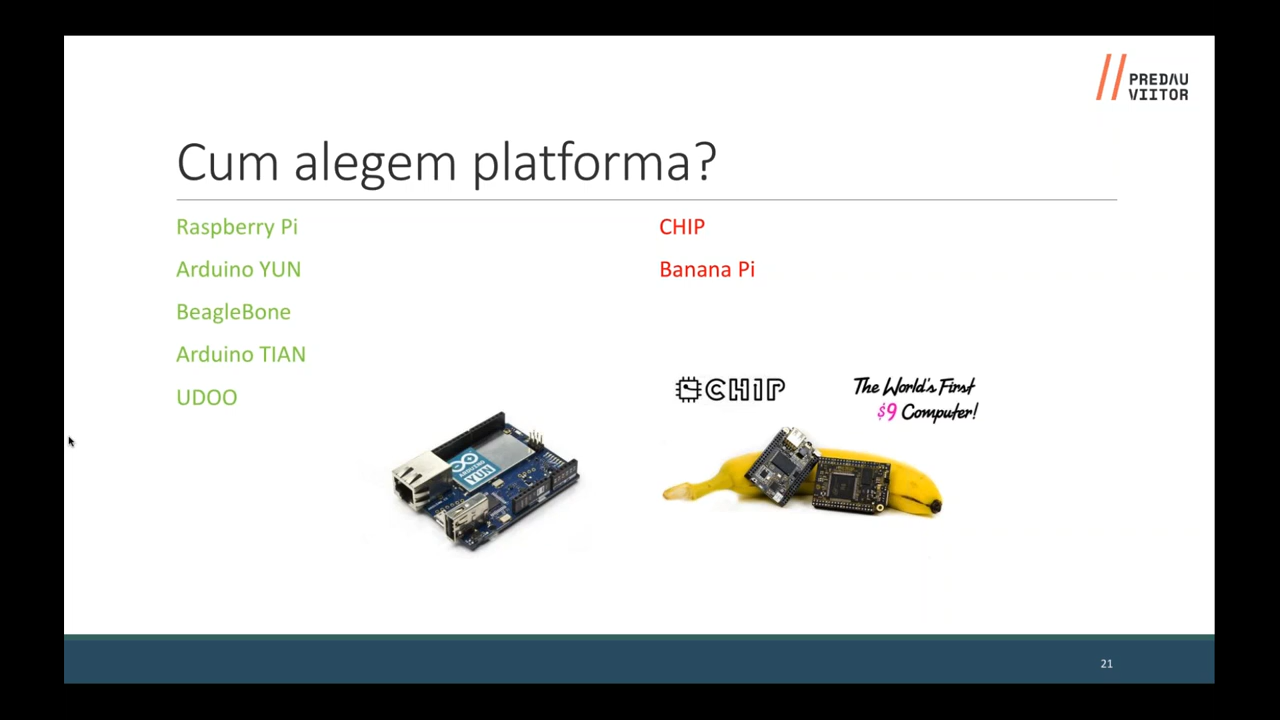 PREDAU
VIITOR
Cum alegem platforma?
Raspberry Pi
Arduino YUN
BeagleBone
Arduino TIAN
UDOO
CHIP
Banana Pi
CHIP
The World's First
$9 Computer!
ARDUINO
YUN
21